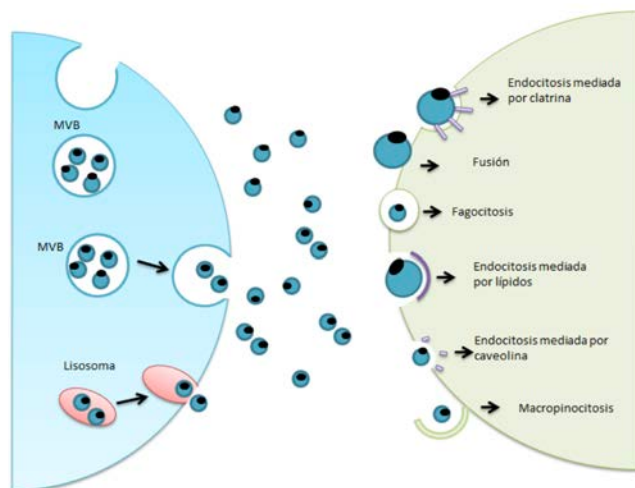 MVB
MVB
Lisosoma
Endocitosis mediada
por clatrina
Fusión
Fagocitosis
Endocitosis mediada
por lípidos
Endocitosis mediada por
caveolina
Macropinocitosis